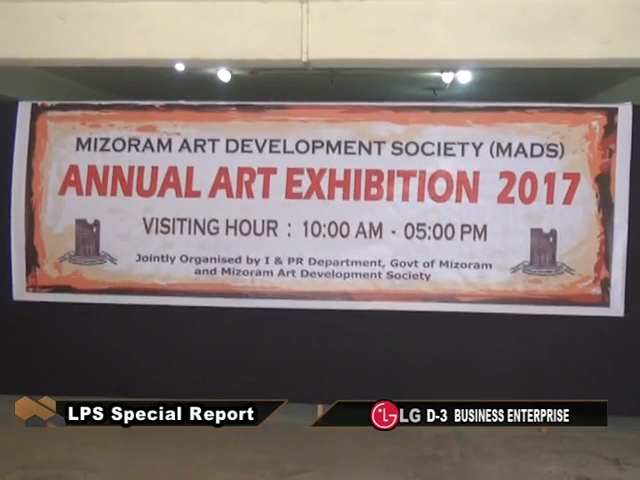 MIZORAM ART DEVELOPMENT SOCIETY (MADS)
ANNUAL ART EXHIBITION 2017
VISITING HOUR : 10:00 AM - 05:00 PM
Jointly Organised by I & PR Department, Govt of Mizoram
and Mizoram Art Development Society
LPS Special Report
LG D-3 BUSINESS ENTERPRISE